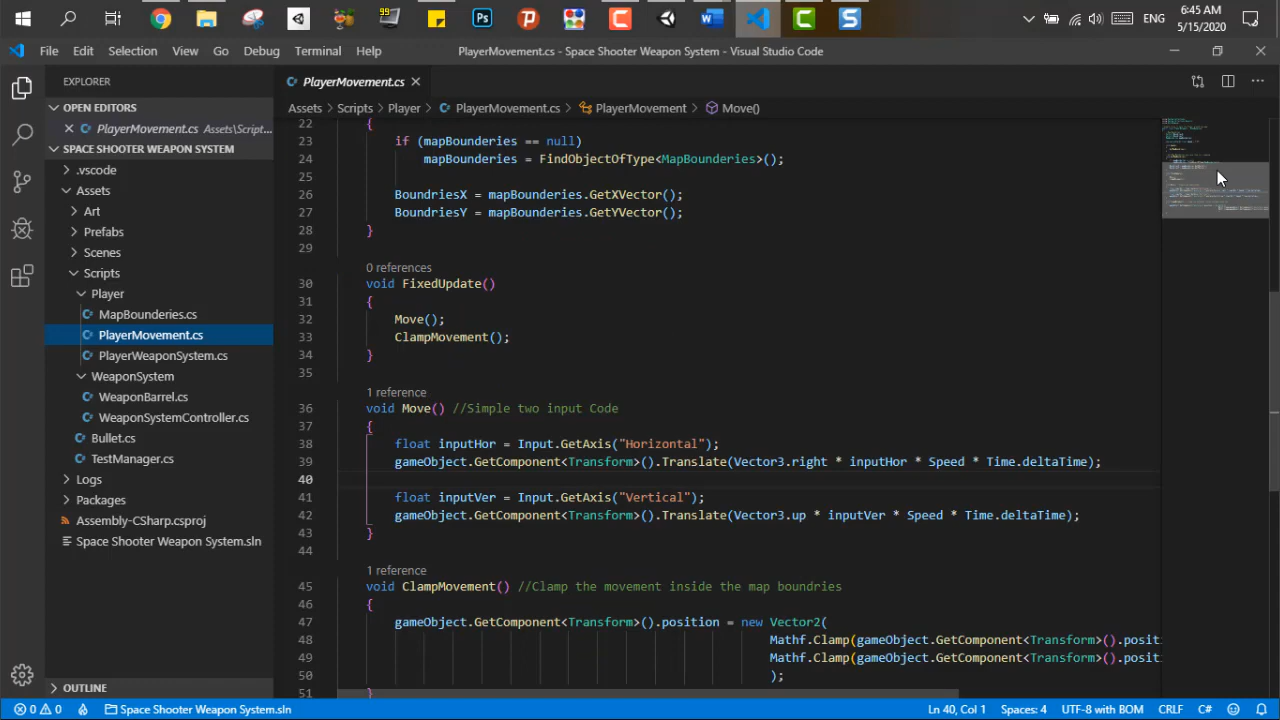 99
6:45 AM
ENG
5/15/2020
File Edit Selection View Go Debug Terminal Help
PlayerMovement.cs - Space Shooter Weapon System - Visual Studio Code
EXPLORER
PlayerMovement.cs
OPEN EDITORS
Assets > Scripts > Player > PlayerMovement.cs > PlayerMovement > Move()
PlayerMovement.cs Assets\Script...
SPACE SHOOTER WEAPON SYSTEM
.vscode
Assets
Art
Prefabs
Scenes
Scripts
Player
MapBounderies.cs
PlayerMovement.cs
PlayerWeaponSystem.cs
WeaponSystem
WeaponBarrel.cs
WeaponSystemController.cs
Bullet.cs
TestManager.cs
Logs
Packages
Assembly-CSharp.csproj
Space Shooter Weapon System.sln
OUTLINE
22 {
23 if (mapBounderies == null)
24 mapBounderies = FindObjectOfType<MapBounderies>();
25
26 BoundriesX = mapBounderies.GetXVector();
27 BoundriesY = mapBounderies.GetYVector();
28 }
29
0 references
30 void FixedUpdate()
31 {
32 Move();
33 ClampMovement();
34 }
35
1 reference
36 void Move() //Simple two input Code
37 {
38 float inputHor = Input.GetAxis("Horizontal");
39 gameObject.GetComponent<Transform>().Translate(Vector3.right * inputHor * Speed * Time.deltaTime);
40
41 float inputVer = Input.GetAxis("Vertical");
42 gameObject.GetComponent<Transform>().Translate(Vector3.up * inputVer * Speed * Time.deltaTime);
43 }
44
1 reference
45 void ClampMovement() //Clamp the movement inside the map boundries
46 {
47 gameObject.GetComponent<Transform>().position = new Vector2(
48 Mathf.Clamp(gameObject.GetComponent<Transform>().positi
49 Mathf.Clamp(gameObject.GetComponent<Transform>().positi
50 );
51 }
0 0 Space Shooter Weapon System.sln Ln 40, Col 1 Spaces: 4 UTF-8 with BOM CRLF C#